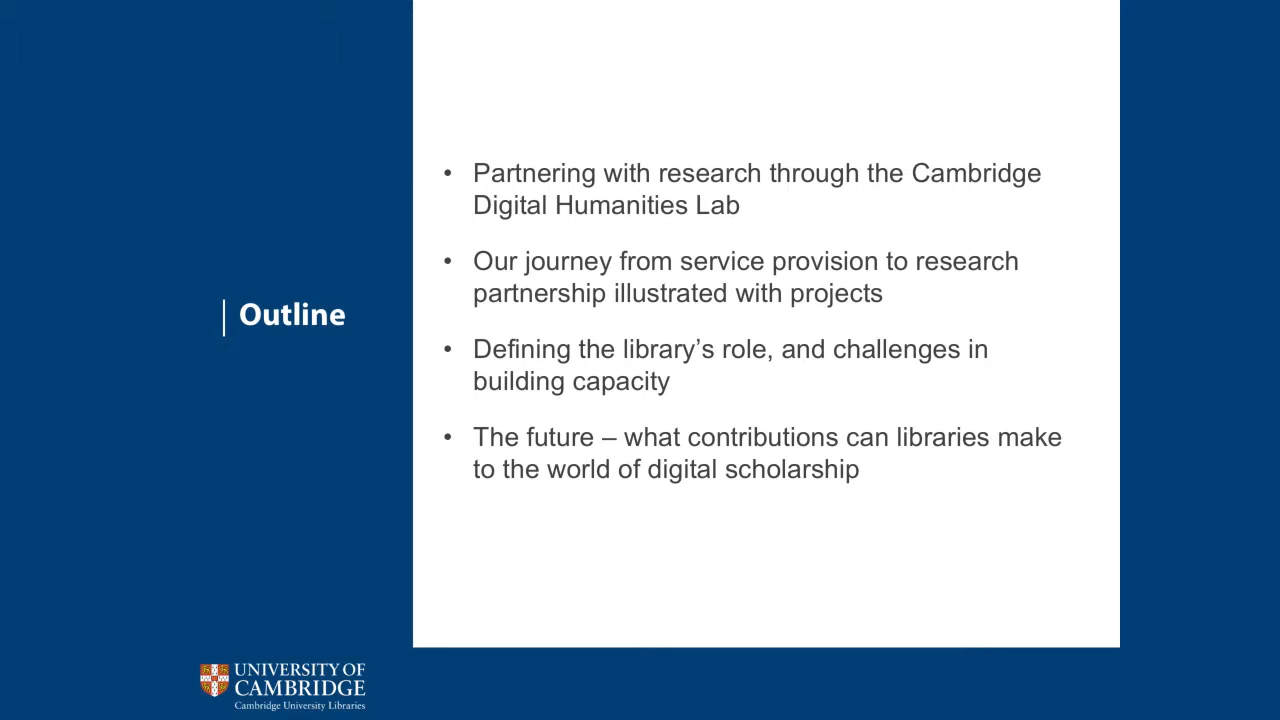 Outline
• Partnering with research through the Cambridge
Digital Humanities Lab
• Our journey from service provision to research
partnership illustrated with projects
• Defining the library’s role, and challenges in
building capacity
• The future – what contributions can libraries make
to the world of digital scholarship
UNIVERSITY OF
CAMBRIDGE
Cambridge University Libraries